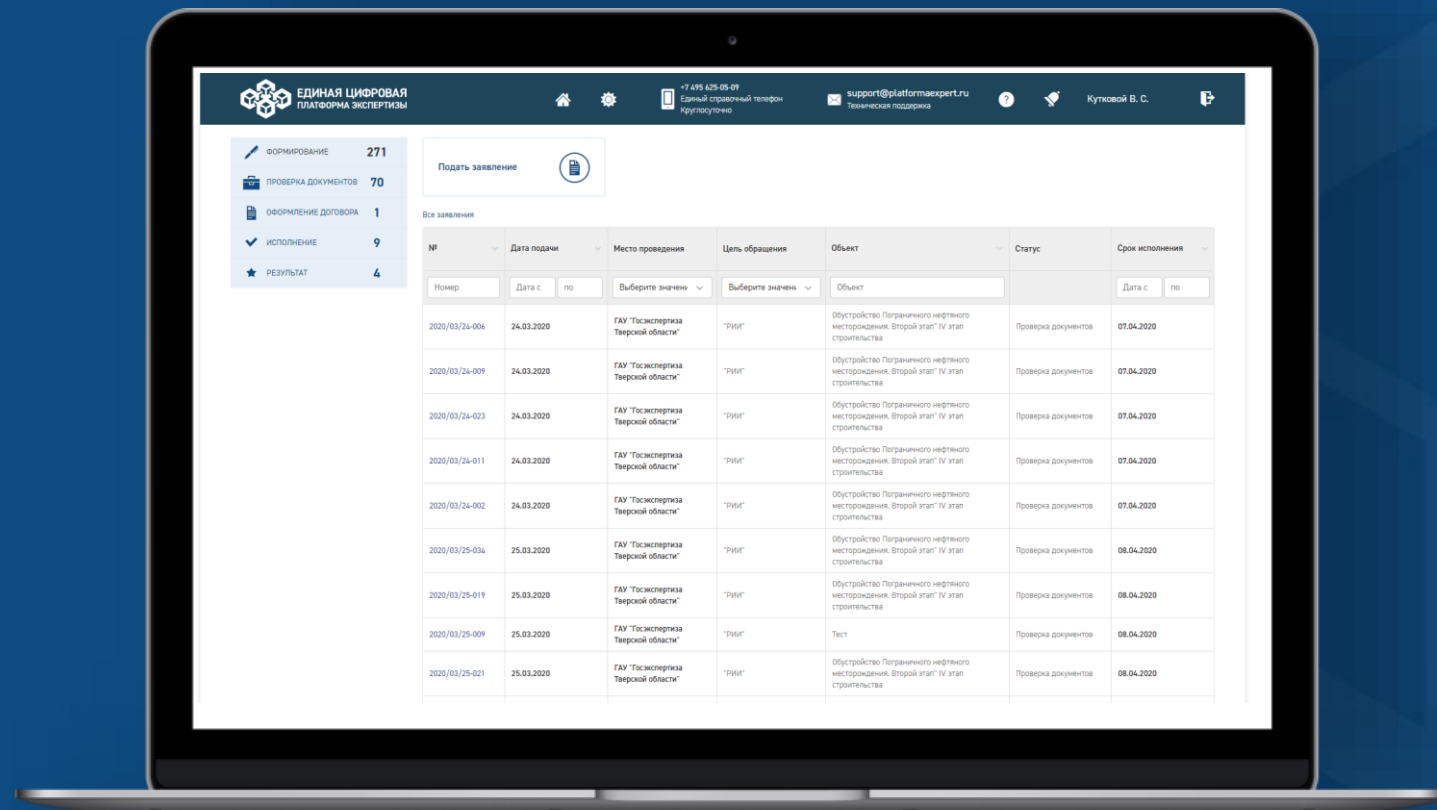 ЕДИНАЯ ЦИФРОВАЯ
ПЛАТФОРМА ЭКСПЕРТИЗЫ
+7 495 625-05-09
Единый справочный телефон
Круглосуточно
support@platformaexpert.ru
Техническая поддержка
?
Кутковой В. С.
ФОРМИРОВАНИЕ 271
ПРОВЕРКА ДОКУМЕНТОВ 70
ОФОРМЛЕНИЕ ДОГОВОРА 1
ИСПОЛНЕНИЕ 9
РЕЗУЛЬТАТ 4
Подать заявление
Все заявления
№ Дата подачи Место проведения Цель обращения Объект Статус Срок исполнения
Номер Дата с по Выберите значени Выберите значени Объект Дата с по
2020/03/24-006 24.03.2020 ГАУ "Госэкспертиза
Тверской области" "РИИ" Обустройство Пограничного нефтяного
месторождения. Второй этап" IV этап
строительства Проверка документов 07.04.2020
2020/03/24-009 24.03.2020 ГАУ "Госэкспертиза
Тверской области" "РИИ" Обустройство Пограничного нефтяного
месторождения. Второй этап" IV этап
строительства Проверка документов 07.04.2020
2020/03/24-023 24.03.2020 ГАУ "Госэкспертиза
Тверской области" "РИИ" Обустройство Пограничного нефтяного
месторождения. Второй этап" IV этап
строительства Проверка документов 07.04.2020
2020/03/24-011 24.03.2020 ГАУ "Госэкспертиза
Тверской области" "РИИ" Обустройство Пограничного нефтяного
месторождения. Второй этап" IV этап
строительства Проверка документов 07.04.2020
2020/03/24-002 24.03.2020 ГАУ "Госэкспертиза
Тверской области" "РИИ" Обустройство Пограничного нефтяного
месторождения. Второй этап" IV этап
строительства Проверка документов 07.04.2020
2020/03/25-034 25.03.2020 ГАУ "Госэкспертиза
Тверской области" "РИИ" Обустройство Пограничного нефтяного
месторождения. Второй этап" IV этап
строительства Проверка документов 08.04.2020
2020/03/25-019 25.03.2020 ГАУ "Госэкспертиза
Тверской области" "РИИ" Обустройство Пограничного нефтяного
месторождения. Второй этап" IV этап
строительства Проверка документов 08.04.2020
2020/03/25-009 25.03.2020 ГАУ "Госэкспертиза
Тверской области" "РИИ" Тест Проверка документов 08.04.2020
2020/03/25-021 25.03.2020 ГАУ "Госэкспертиза
Тверской области" "РИИ" Обустройство Пограничного нефтяного
месторождения. Второй этап" IV этап
строительства Проверка документов 08.04.2020